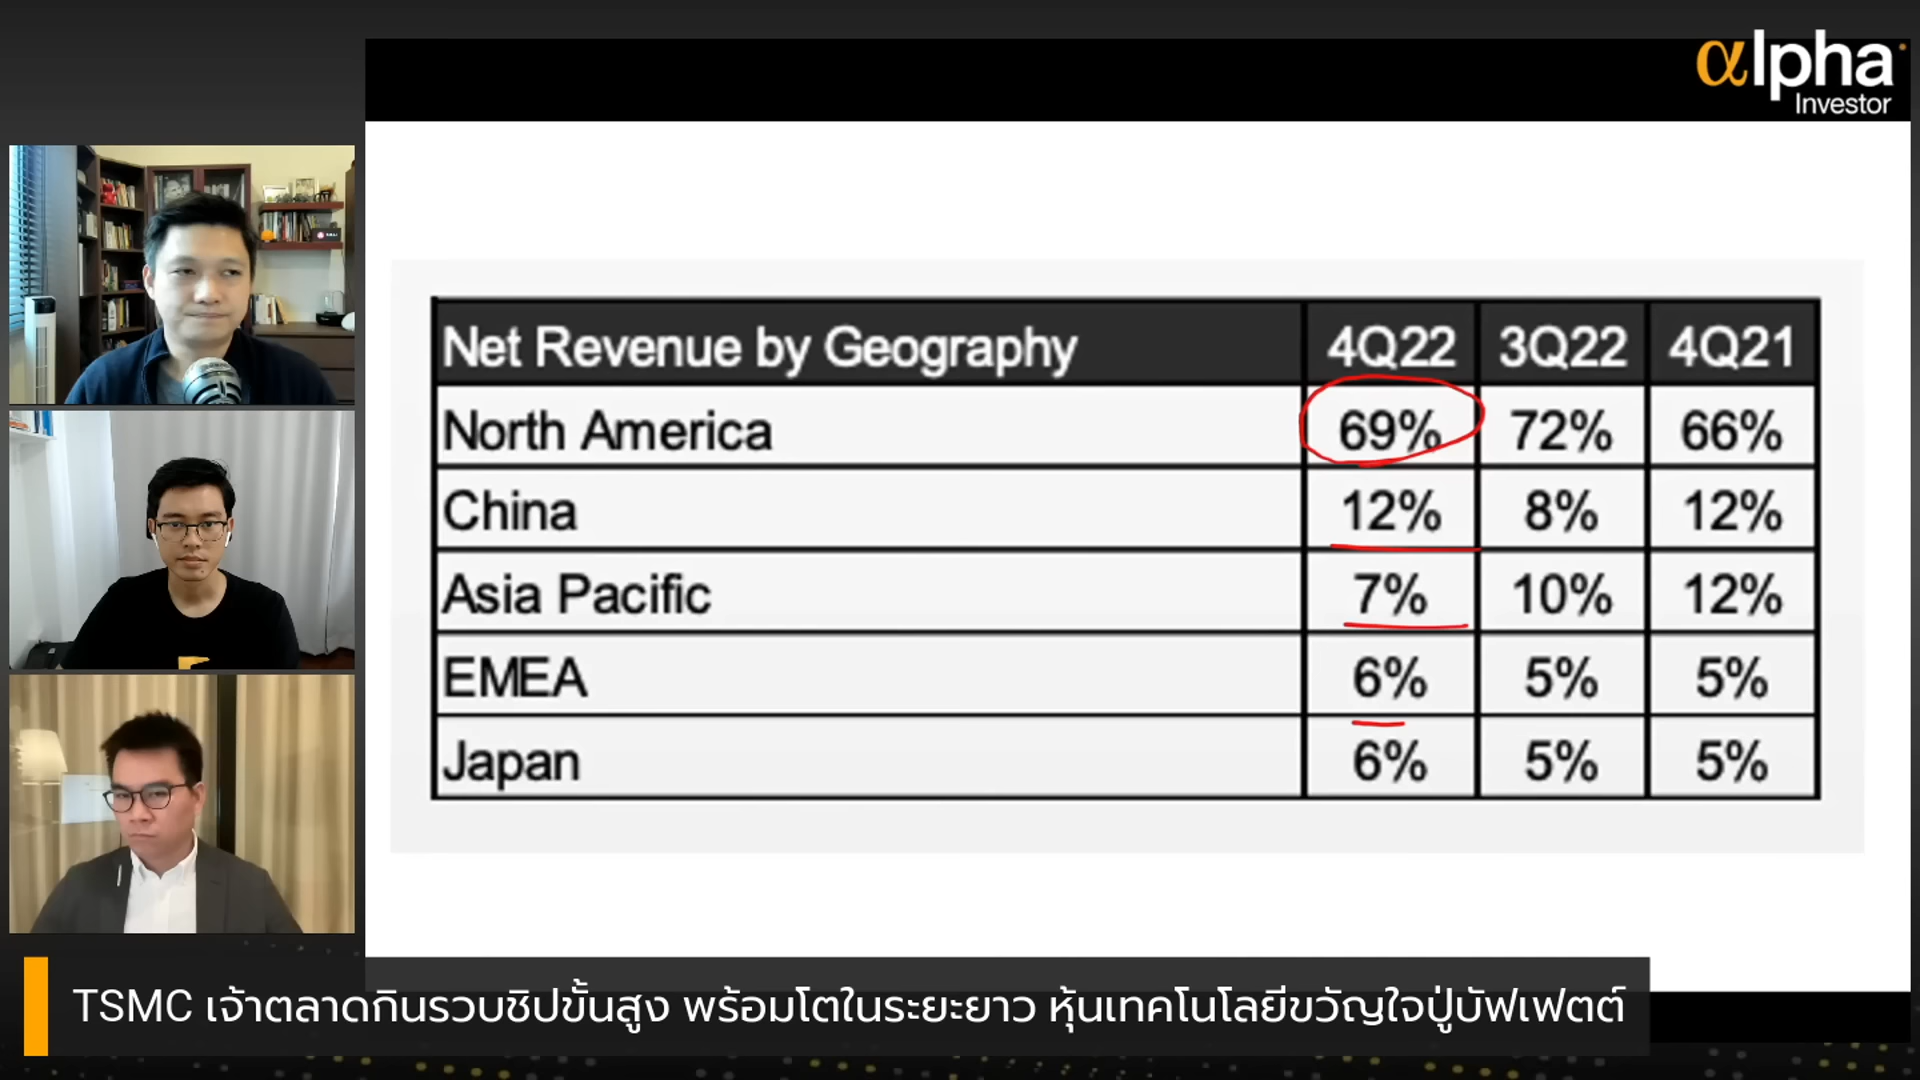 αlpha
Investor
Net Revenue by Geography 4Q22 3Q22 4Q21
North America 69% 72% 66%
China 12% 8% 12%
Asia Pacific 7% 10% 12%
EMEA 6% 5% 5%
Japan 6% 5% 5%
TSMC เจ้าตลาดกินรวบชิปขั้นสูง พร้อมโตในระยะยาว หุ้นเทคโนโลยีขวัญใจปู่บัฟเฟตต์